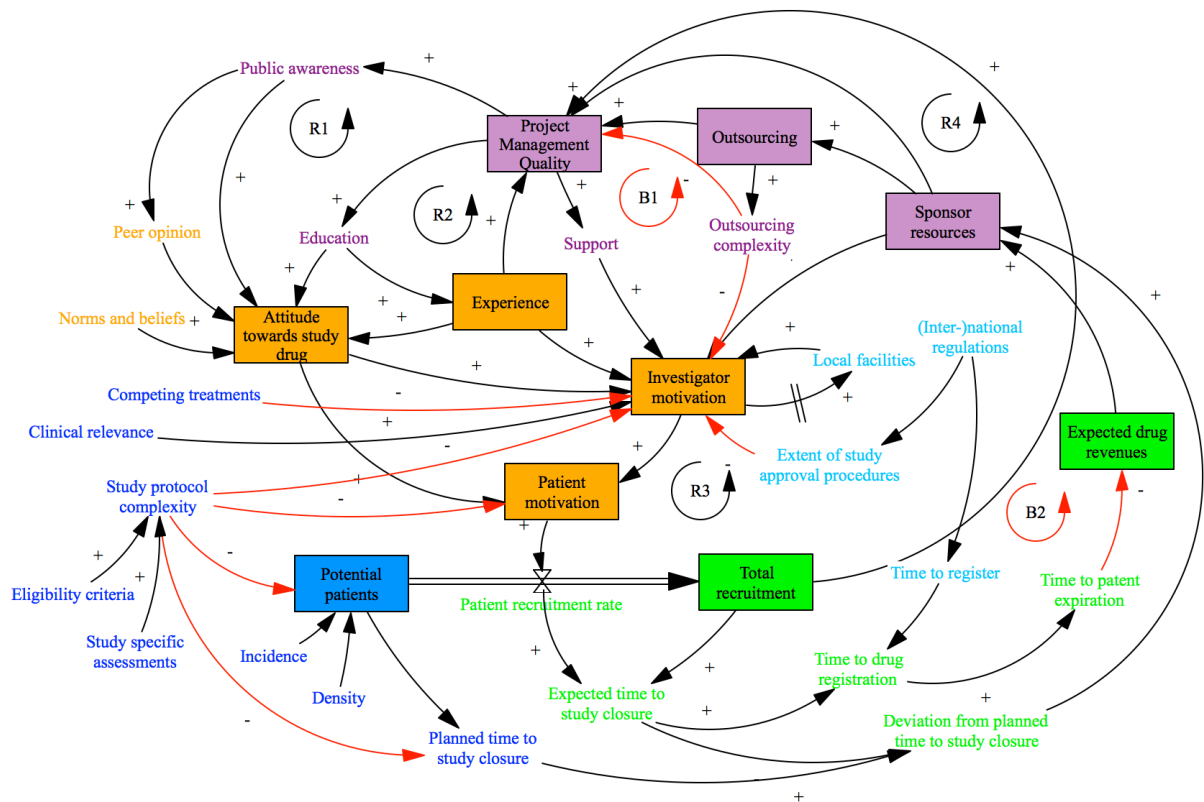 Public awareness
R1
Project
Management
Quality
Outsourcing
R4
R2
B1
Sponsor
resources
Peer opinion
Education
Support
Outsourcing
complexity
Norms and beliefs
Attitude
towards study
drug
Experience
(Inter-)national
regulations
Local facilities
Competing treatments
Investigator
motivation
Clinical relevance
Extent of study
approval procedures
Expected drug
revenues
Study protocol
complexity
Patient
motivation
R3
B2
Eligibility criteria
Potential
patients
Patient recruitment rate
Total
recruitment
Time to register
Time to patent
expiration
Study specific
assessments
Incidence
Density
Expected time to
study closure
Time to drug
registration
Planned time to
study closure
Deviation from planned
time to study closure